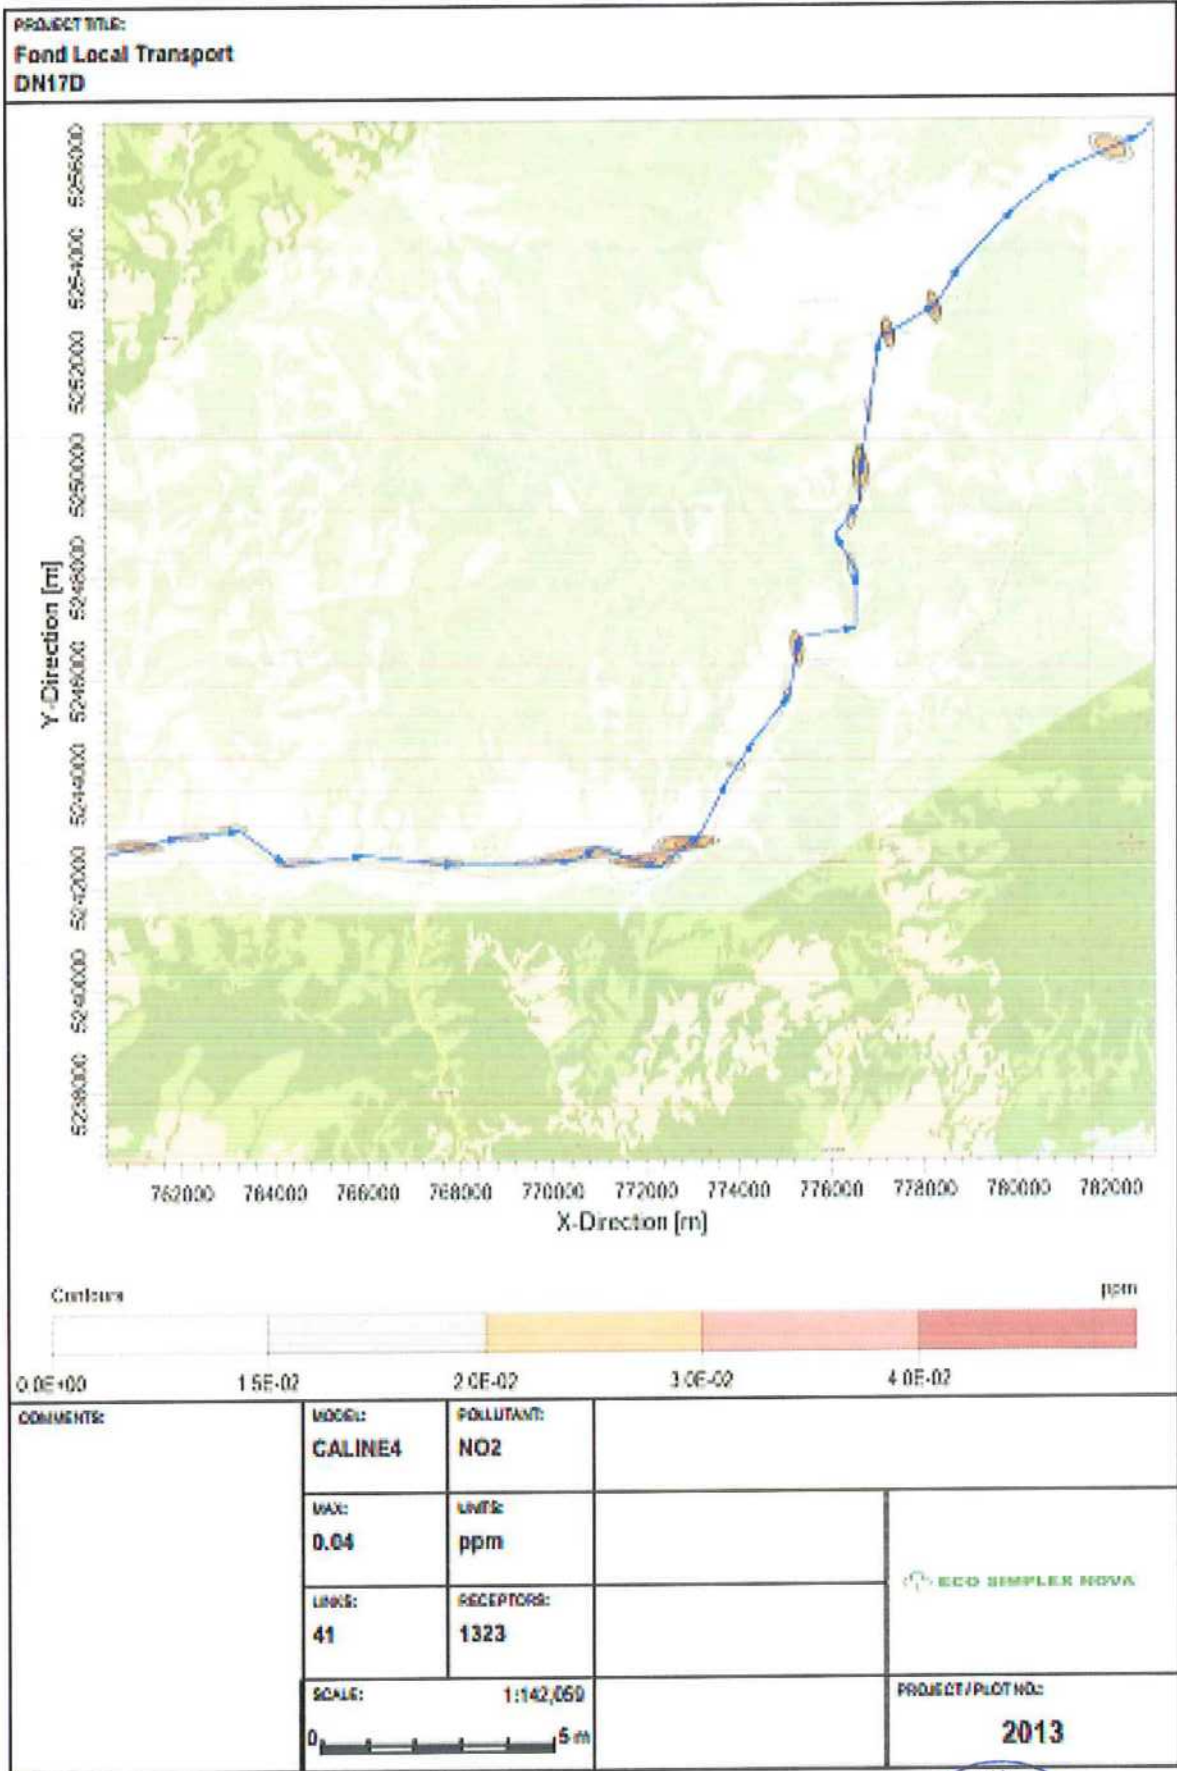 PROJECT TITLE:
Fond Local Transport
DN17D
Y-Direction [m]
5256000
5254000
5252000
5250000
5248000
5246000
5244000
5242000
5240000
5238000
762000 764000 766000 768000 770000 772000 774000 776000 778000 780000 782000
X-Direction [m]
Contours ppm
0.0E+00 1.5E-02 2.0E-02 3.0E-02 4.0E-02
COMMENTS:
MODEL:
CALINE4
POLLUTANT:
NO2
MAX:
0.04
UNITS:
ppm
LINKS:
41
RECEPTORS:
1323
ECO SIMPLEX NOVA
SCALE: 1:142,059
0 5 m
PROJECT / PLOT NO.:
2013